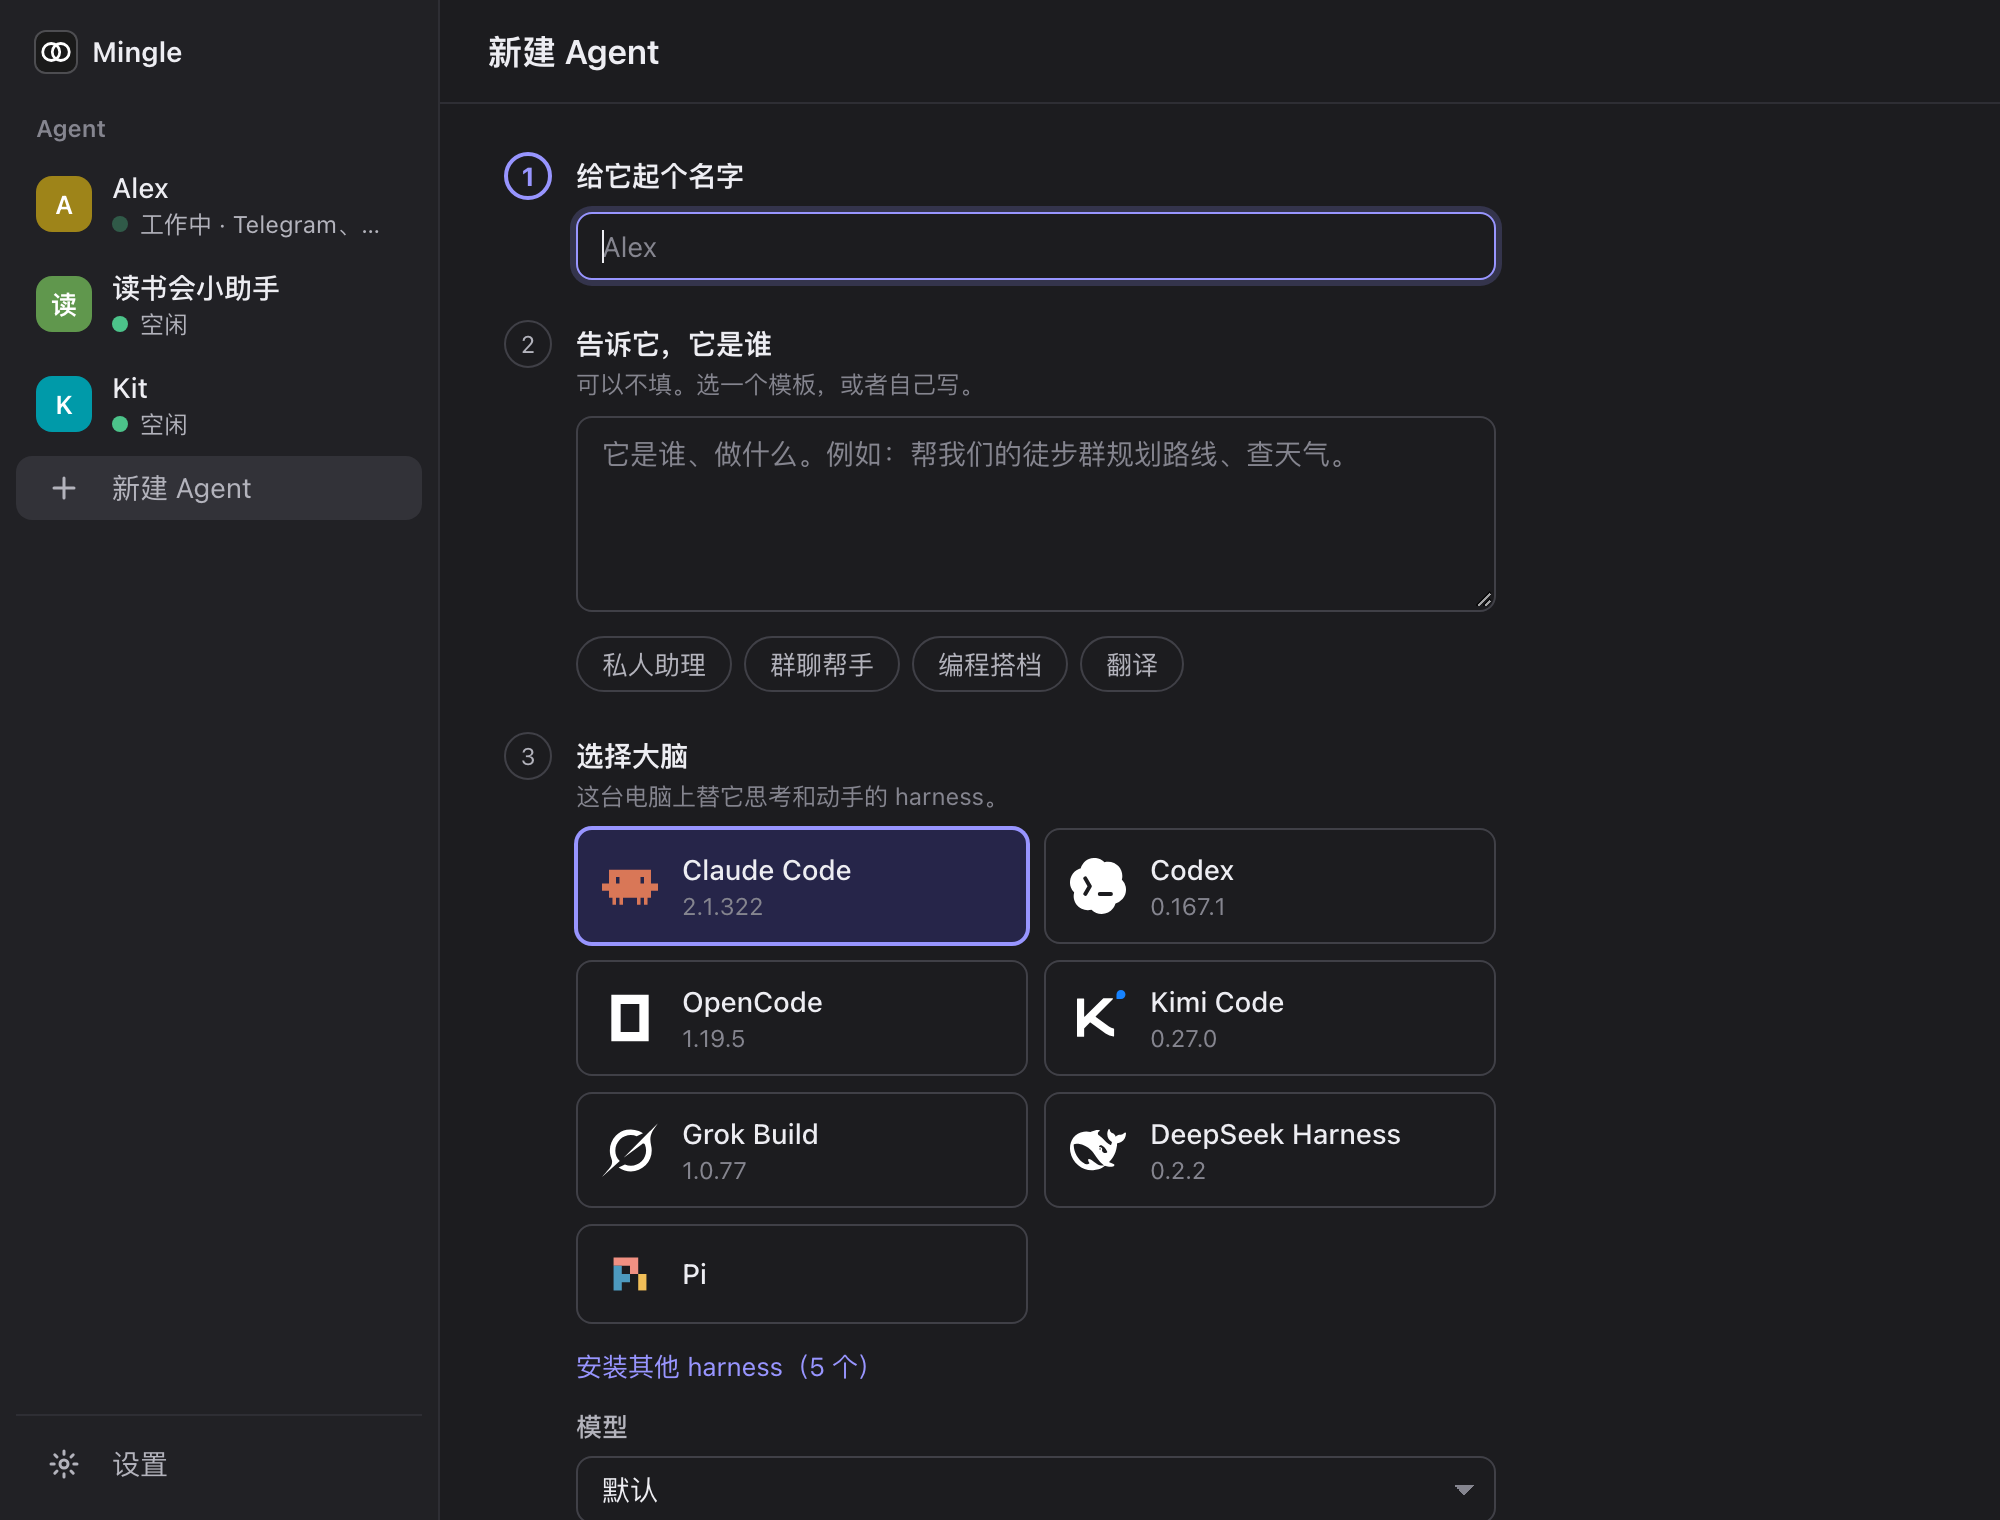 Mingle
Agent
A
Alex
工作中 · Telegram、...
读
读书会小助手
空闲
K
Kit
空闲
新建 Agent
设置
新建 Agent
1
给它起个名字
Alex
2
告诉它，它是谁
可以不填。选一个模板，或者自己写。
它是谁、做什么。例如：帮我们的徒步群规划路线、查天气。
私人助理
群聊帮手
编程搭档
翻译
3
选择大脑
这台电脑上替它思考和动手的 harness。
Claude Code
2.1.322
Codex
0.167.1
OpenCode
1.19.5
Kimi Code
0.27.0
Grok Build
1.0.77
DeepSeek Harness
0.2.2
Pi
安装其他 harness（5 个）
模型
默认